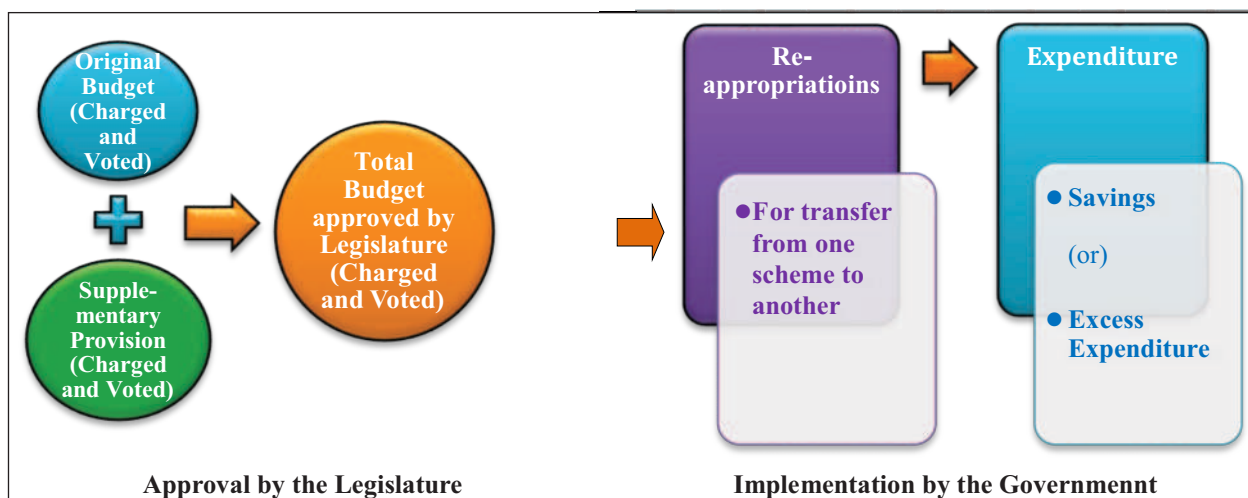 Original
Budget
(Charged
and
Voted)
Supple-
mentary
Provision
(Charged
and Voted)
Total
Budget
approved by
Legislature
(Charged
and Voted)
Re-
appropriatioins
●For transfer
from one
scheme to
another
Expenditure
● Savings
(or)
● Excess
Expenditure
Approval by the Legislature
Implementation by the Governmennt